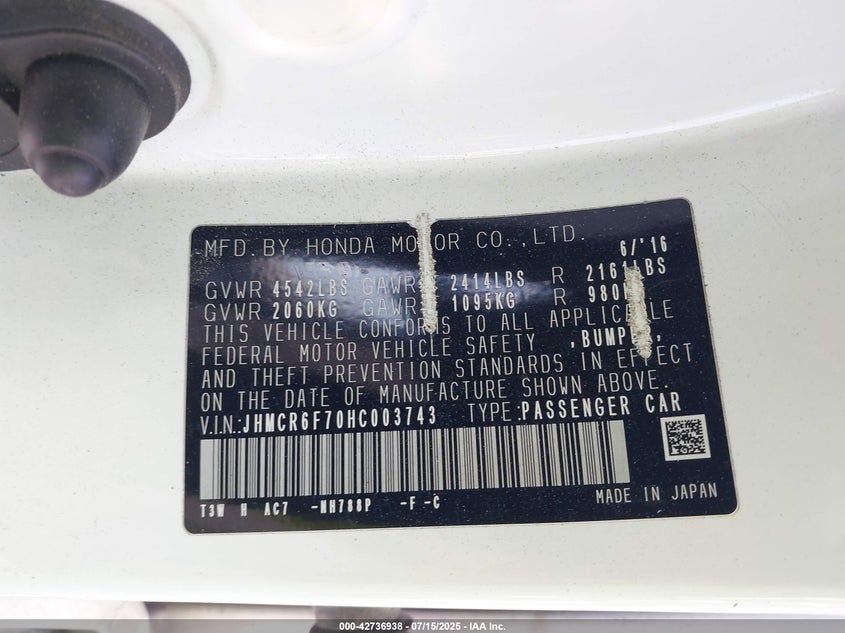 MFD. BY HONDA MOTOR CO., LTD. 6/'16
GVWR 4542LBS GAWR 2414LBS R 2161LBS
GVWR 2060KG GAWR 1095KG R 980
THIS VEHICLE CONFORMS TO ALL APPLICABLE
FEDERAL MOTOR VEHICLE SAFETY ,BUMPER,
AND THEFT PREVENTION STANDARDS IN EFFECT
ON THE DATE OF MANUFACTURE SHOWN ABOVE.
V.IN:JHMCR6F70HC003743 TYPE:PASSENGER CAR
T3W H AC7 -NH788P -F -C MADE IN JAPAN
000-42736938 - 07/15/2025 - IAA Inc.